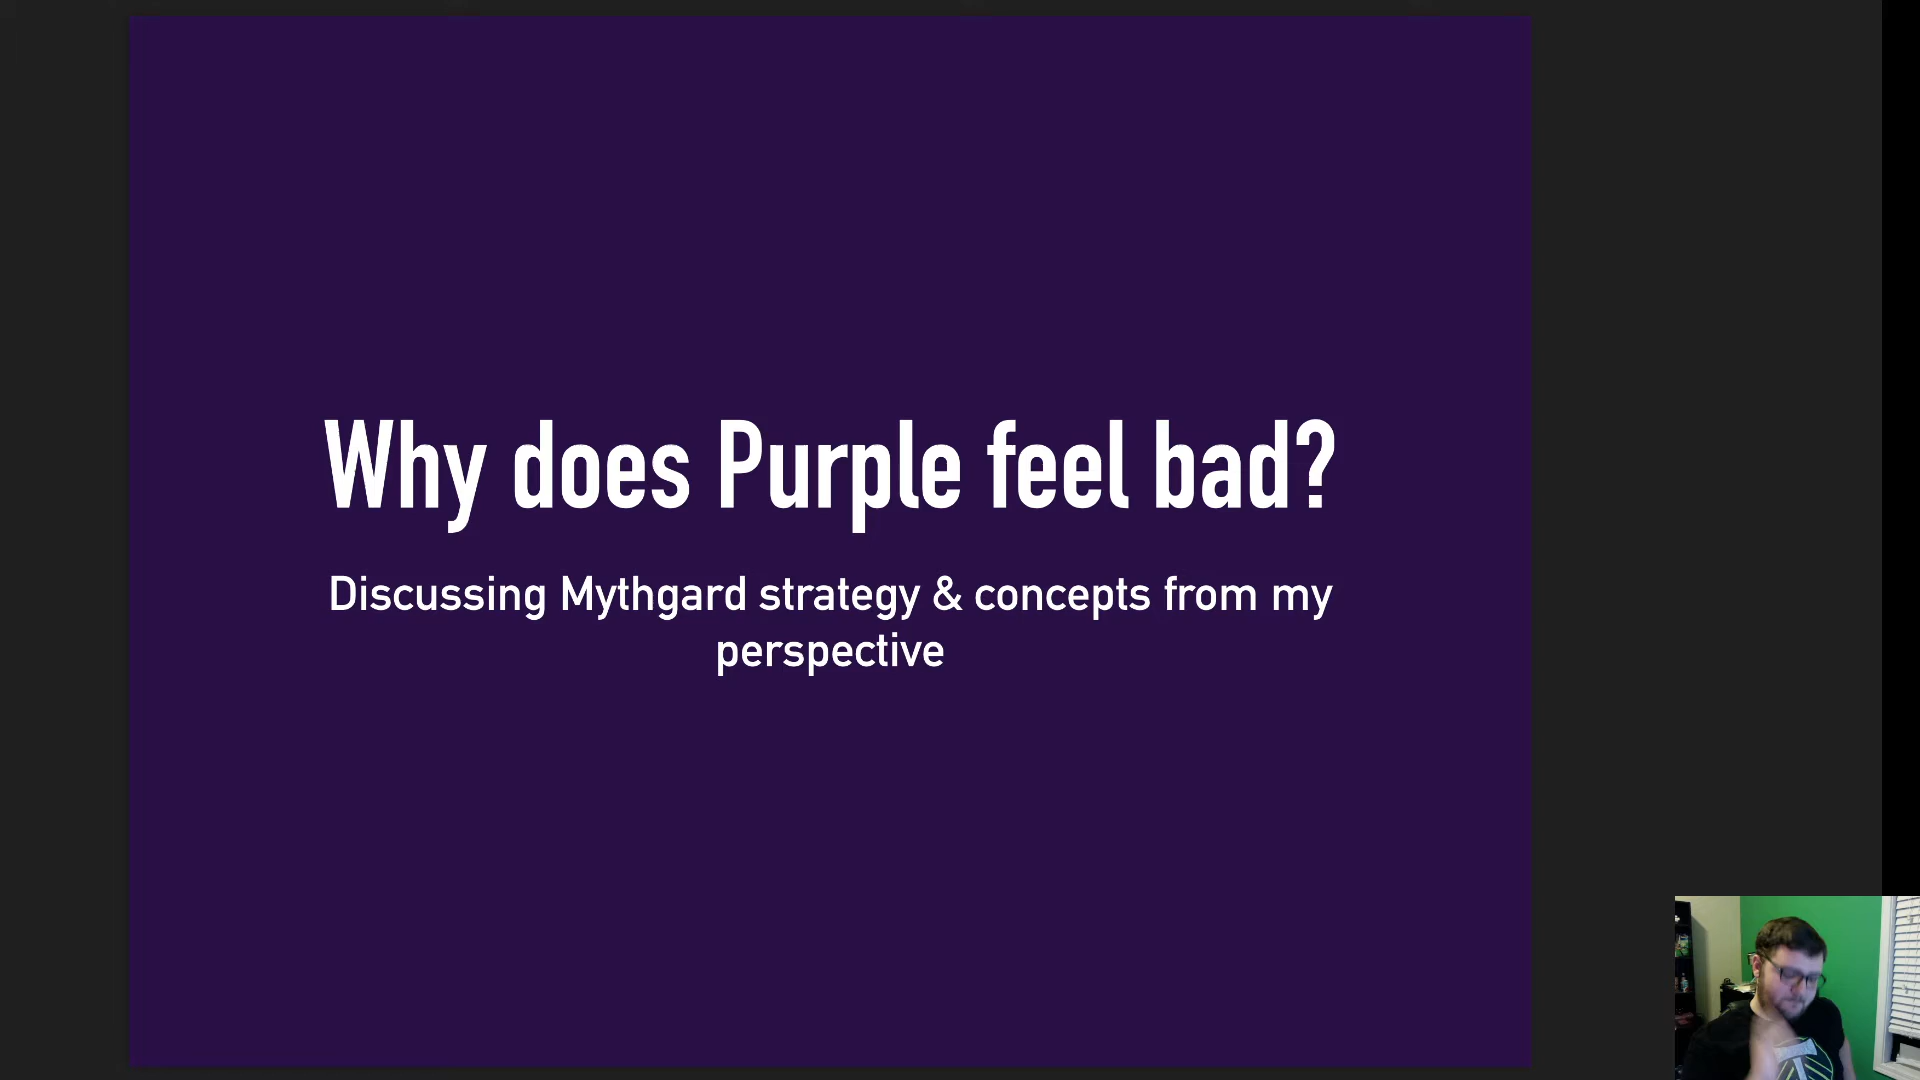 Why does Purple feel bad?
Discussing Mythgard strategy & concepts from my
perspective